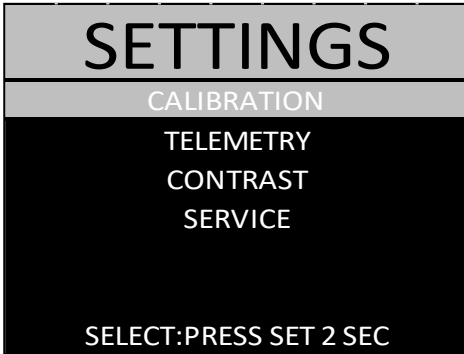 SETTINGS
CALIBRATION
TELEMETRY
CONTRAST
SERVICE
SELECT:PRESS SET 2 SEC